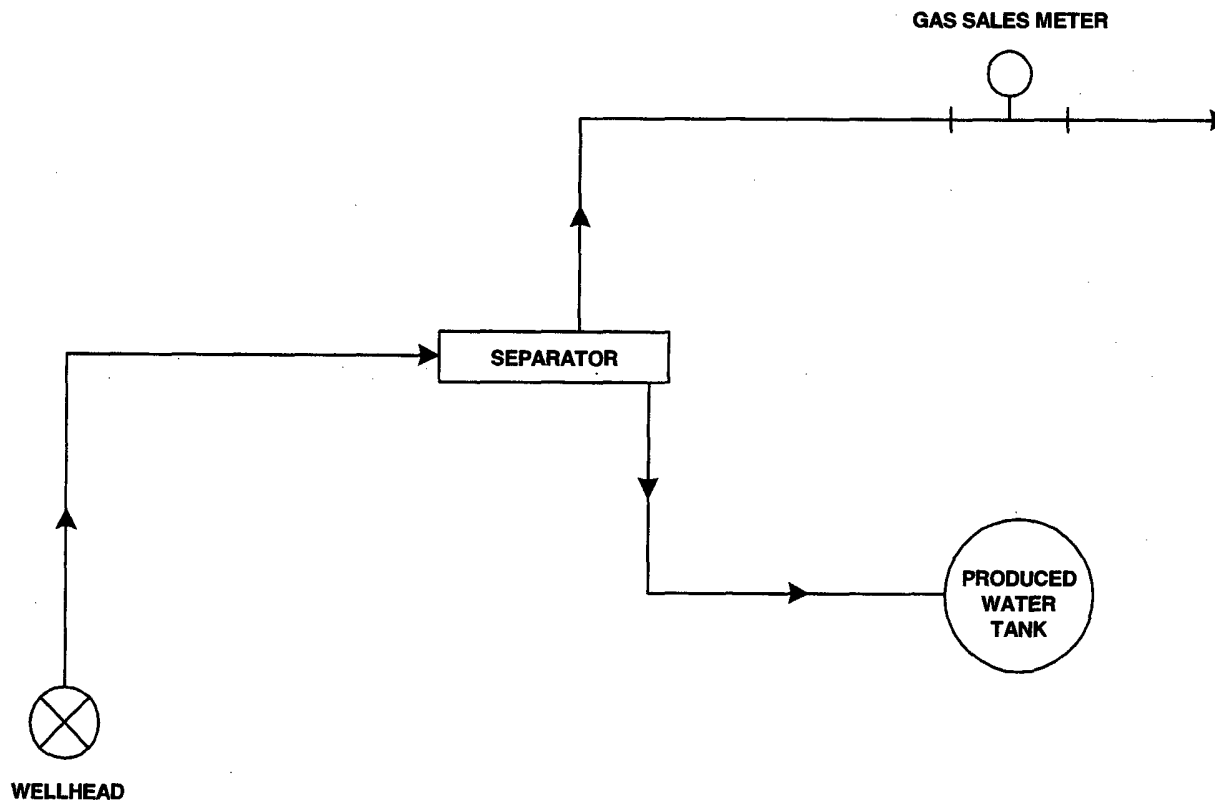 GAS SALES METER
SEPARATOR
PRODUCED
WATER
TANK
WELLHEAD